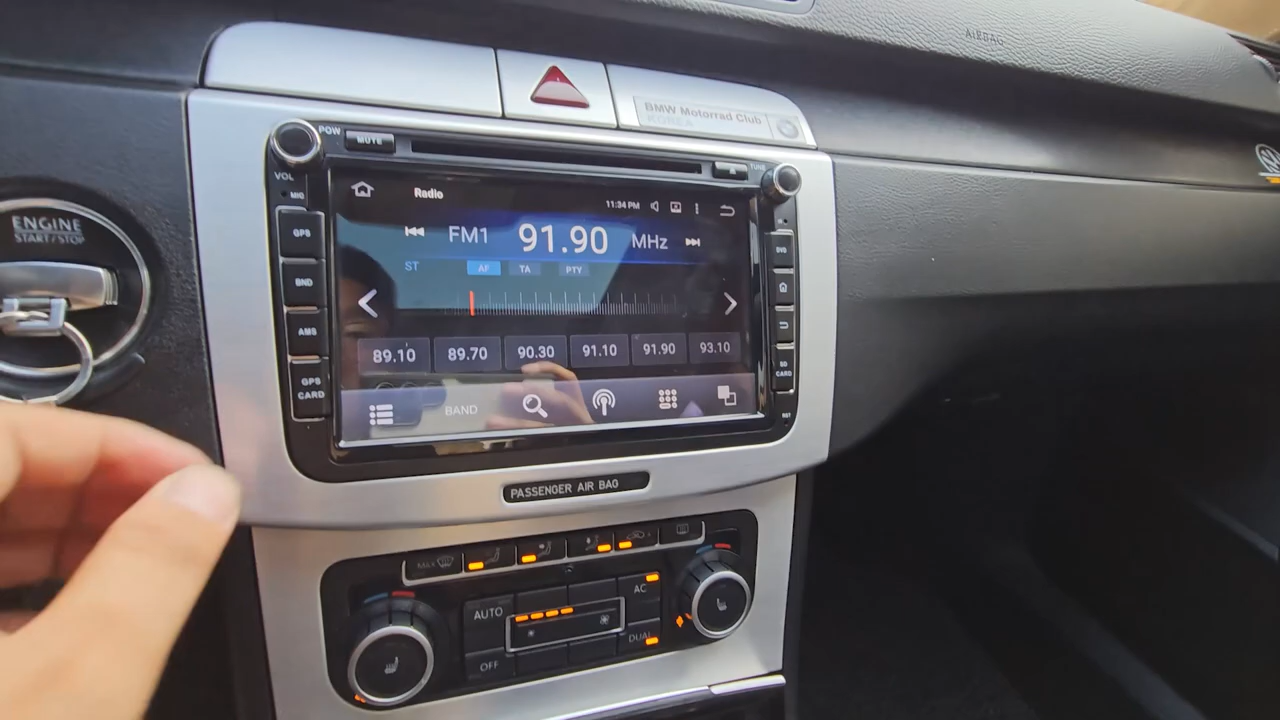 AIRBAG
BMW Motorrad Club
KOREA
POW
MUTE
TUNE
VOL
MIC
ENGINE
START/STOP
GPS
BND
AMS
GPS
CARD
Radio
11:34 PM
FM1 91.90 MHz
ST AF TA PTY
89.10 89.70 90.30 91.10 91.90 93.10
BAND
DVD
SD
CARD
RST
PASSENGER AIR BAG
MAX
AUTO
AC
OFF
DUAL